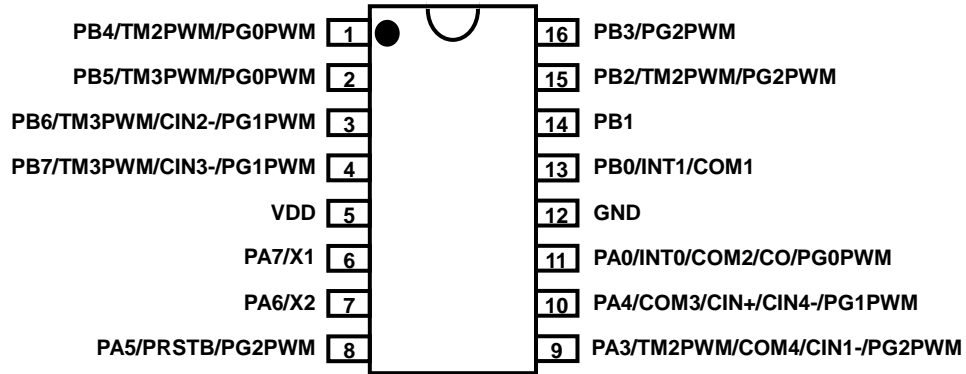 PB4/TM2PWM/PG0PWM 1 16 PB3/PG2PWM
PB5/TM3PWM/PG0PWM 2 15 PB2/TM2PWM/PG2PWM
PB6/TM3PWM/CIN2-/PG1PWM 3 14 PB1
PB7/TM3PWM/CIN3-/PG1PWM 4 13 PB0/INT1/COM1
VDD 5 12 GND
PA7/X1 6 11 PA0/INT0/COM2/CO/PG0PWM
PA6/X2 7 10 PA4/COM3/CIN+/CIN4-/PG1PWM
PA5/PRSTB/PG2PWM 8 9 PA3/TM2PWM/COM4/CIN1-/PG2PWM